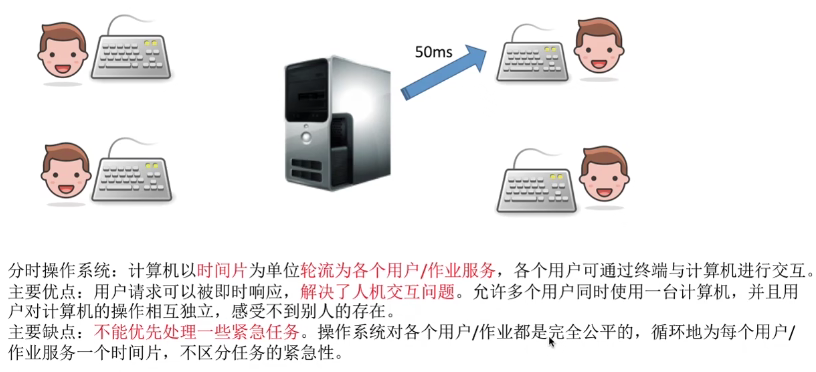 50ms
分时操作系统：计算机以时间片为单位轮流为各个用户/作业服务，各个用户可通过终端与计算机进行交互。
主要优点：用户请求可以被即时响应，解决了人机交互问题。允许多个用户同时使用一台计算机，并且用
户对计算机的操作相互独立，感受不到别人的存在。
主要缺点：不能优先处理一些紧急任务。操作系统对各个用户/作业都是完全公平的，循环地为每个用户/
作业服务一个时间片，不区分任务的紧急性。